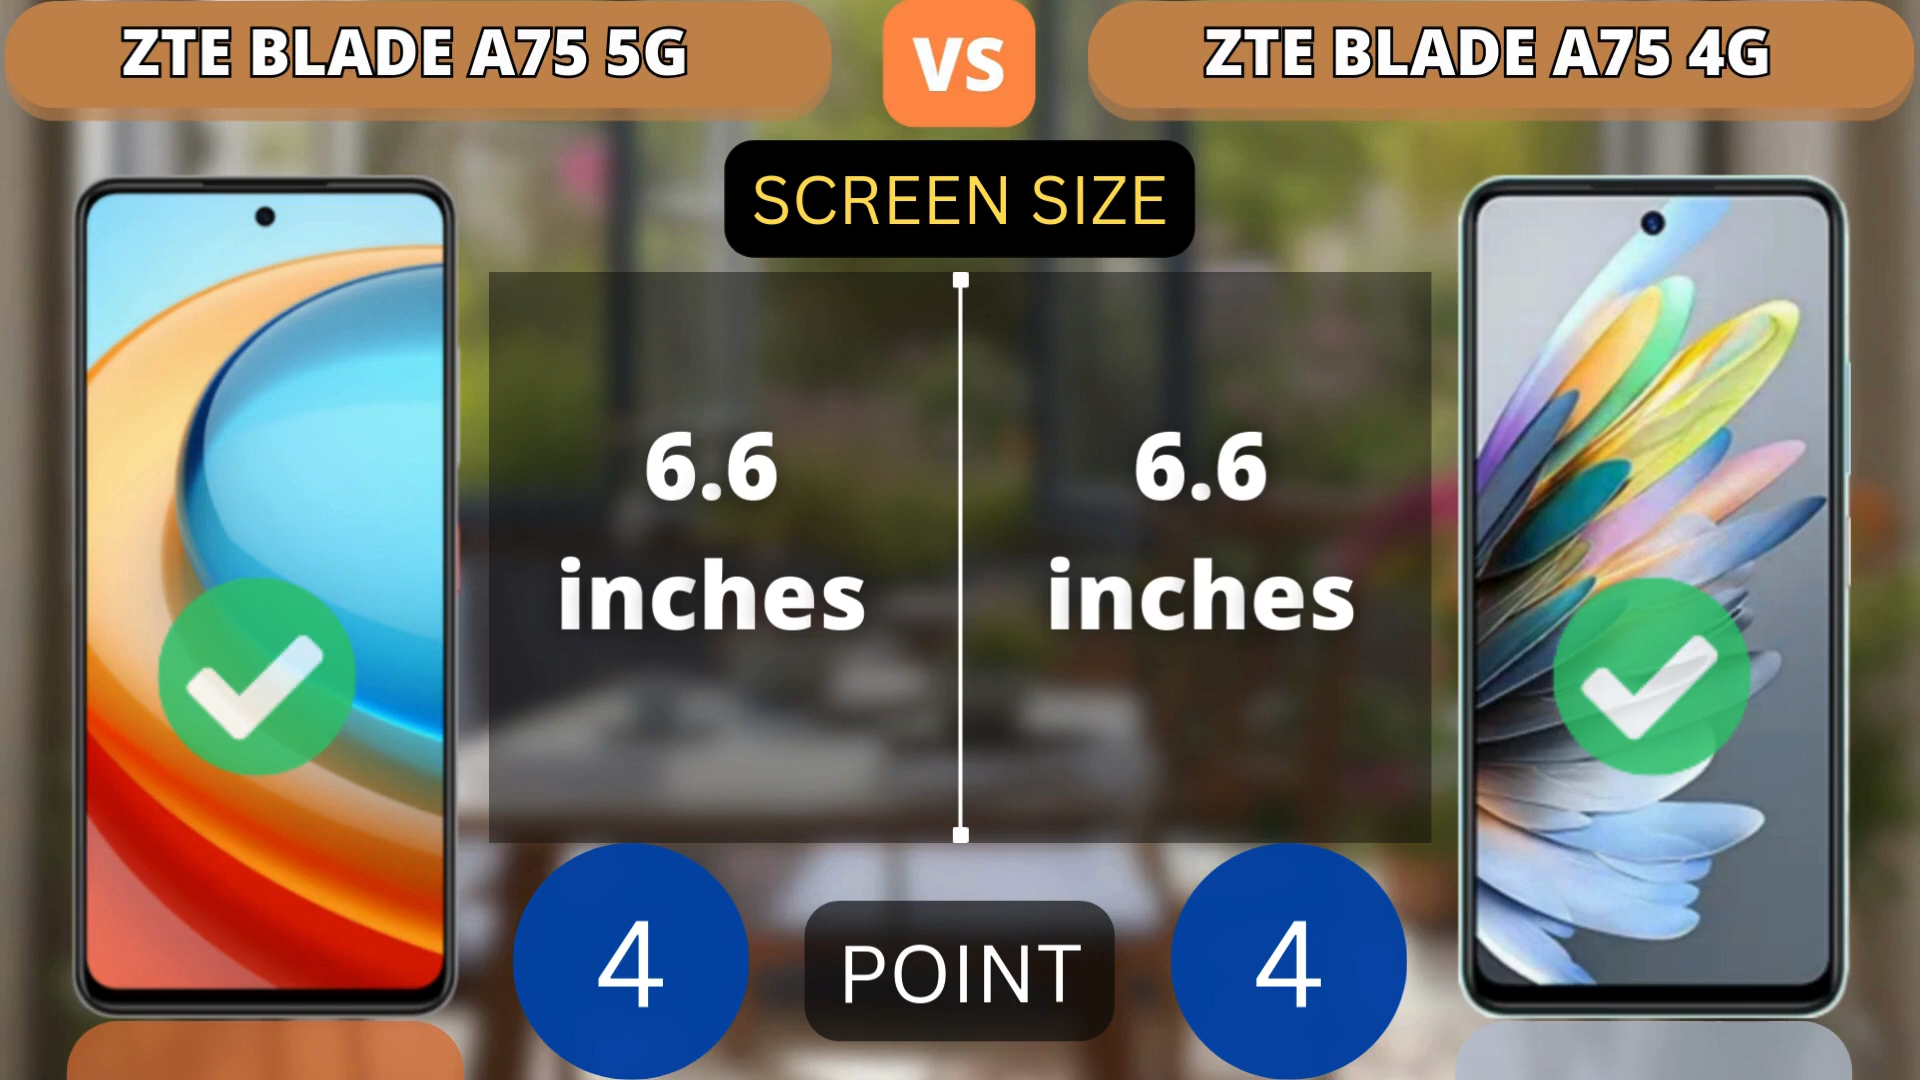 ZTE BLADE A75 5G
VS
ZTE BLADE A75 4G
SCREEN SIZE
6.6
inches
6.6
inches
4
POINT
4